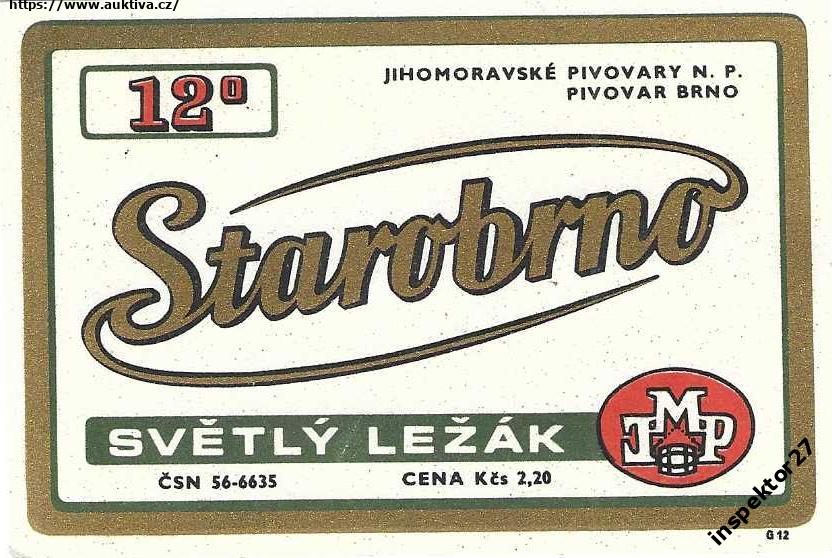 https://www.auktiva.cz/
12°
JIHOMORAVSKÉ PIVOVARY N. P.
PIVOVAR BRNO
Starobrno
SVĚTLÝ LEŽÁK
JMP
ČSN 56-6635
CENA Kčs 2,20
inspektor27
G 12